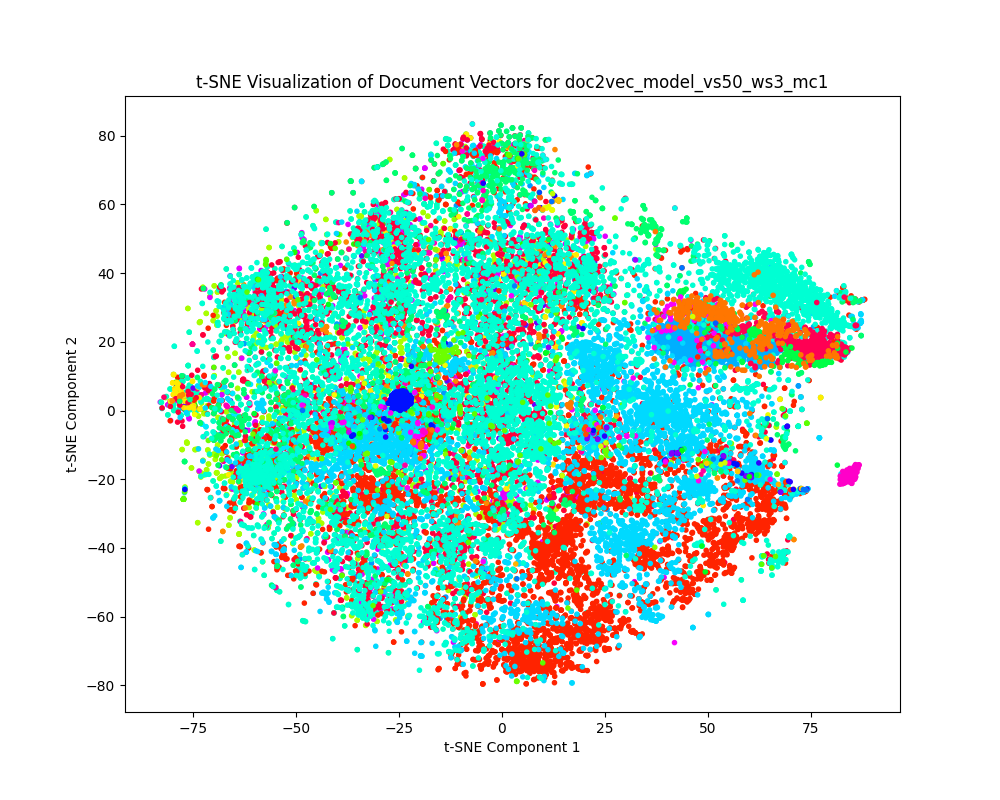 t-SNE Visualization of Document Vectors for doc2vec_model_vs50_ws3_mc1
80
60
40
20
0
−20
−40
−60
−80
t-SNE Component 2
−75 −50 −25 0 25 50 75
t-SNE Component 1